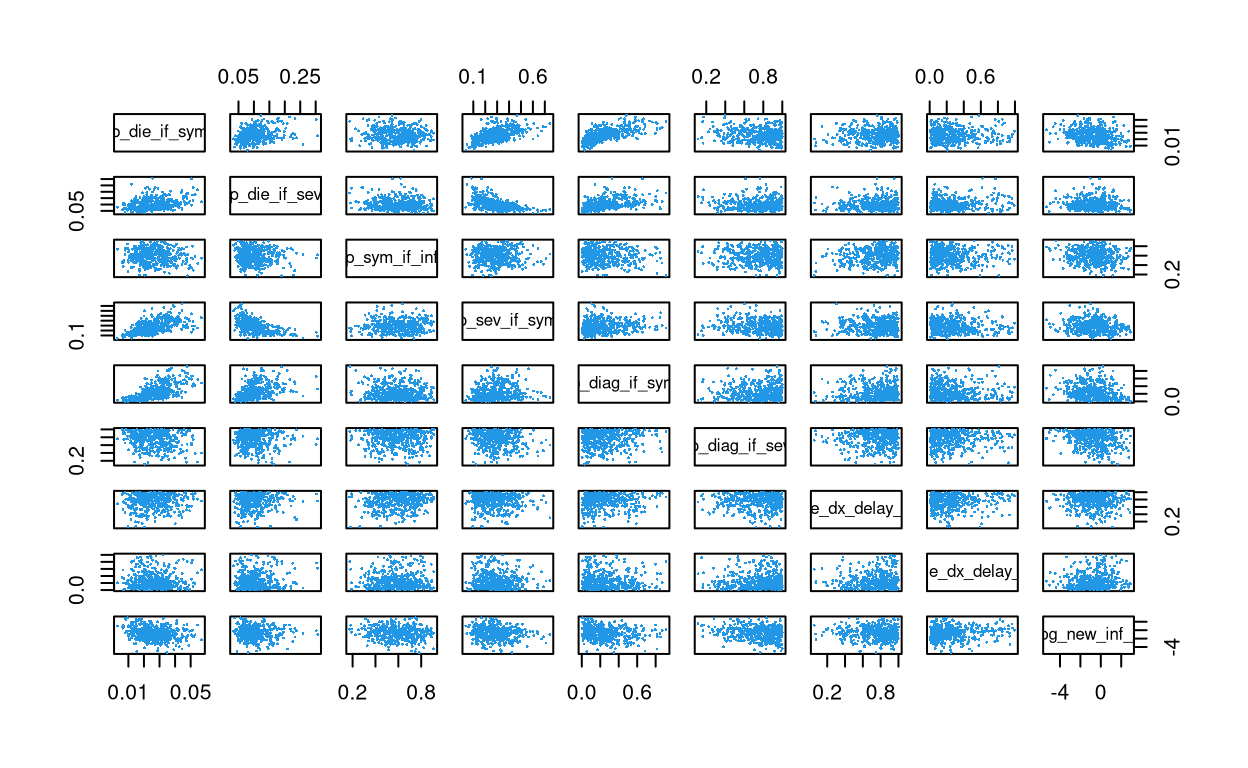 0.05 0.25 0.1 0.6 0.2 0.8 0.0 0.6
p_die_if_sym 0.01
0.05 p_die_if_sev
p_sym_if_inf 0.2
0.1 p_sev_if_sym
_diag_if_sym 0.0
0.2 p_diag_if_sev
e_dx_delay_ 0.2
0.0 e_dx_delay_
og_new_inf_ -4
0.01 0.05 0.2 0.8 0.0 0.6 0.2 0.8 -4 0